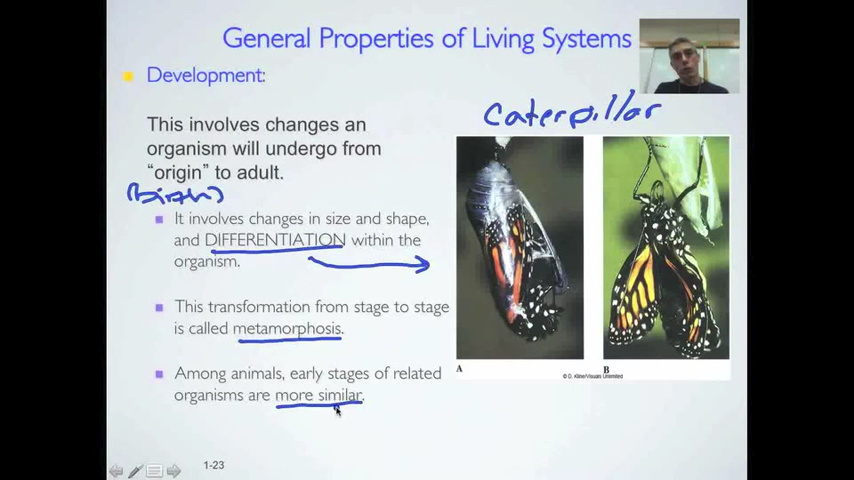 General Properties of Living Systems
Development:
caterpillar
This involves changes an
organism will undergo from
“origin” to adult.
(birth)
It involves changes in size and shape,
and DIFFERENTIATION within the
organism.
This transformation from stage to stage
is called metamorphosis.
Among animals, early stages of related
organisms are more similar.
A
B
© D. Kline/Visuals Unlimited
1-23